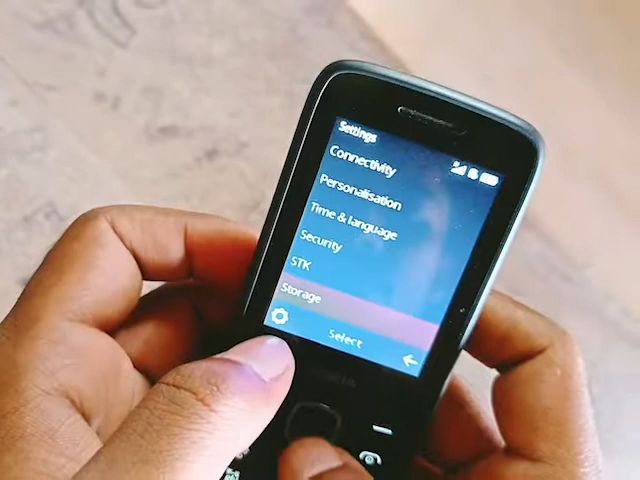 Settings
Connectivity
Personalisation
Time & language
Security
STK
Storage
Select